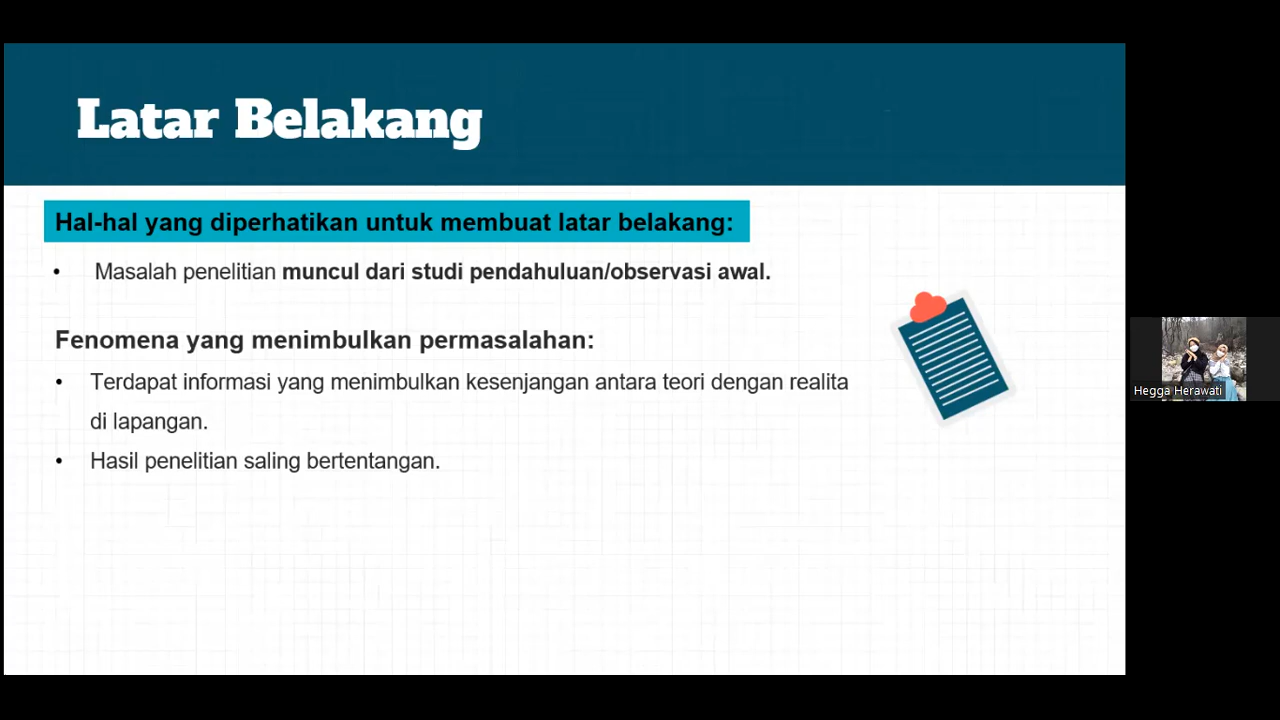 Latar Belakang
Hal-hal yang diperhatikan untuk membuat latar belakang:
• Masalah penelitian muncul dari studi pendahuluan/observasi awal.
Fenomena yang menimbulkan permasalahan:
• Terdapat informasi yang menimbulkan kesenjangan antara teori dengan realita
di lapangan.
• Hasil penelitian saling bertentangan.
Hegga Herawati